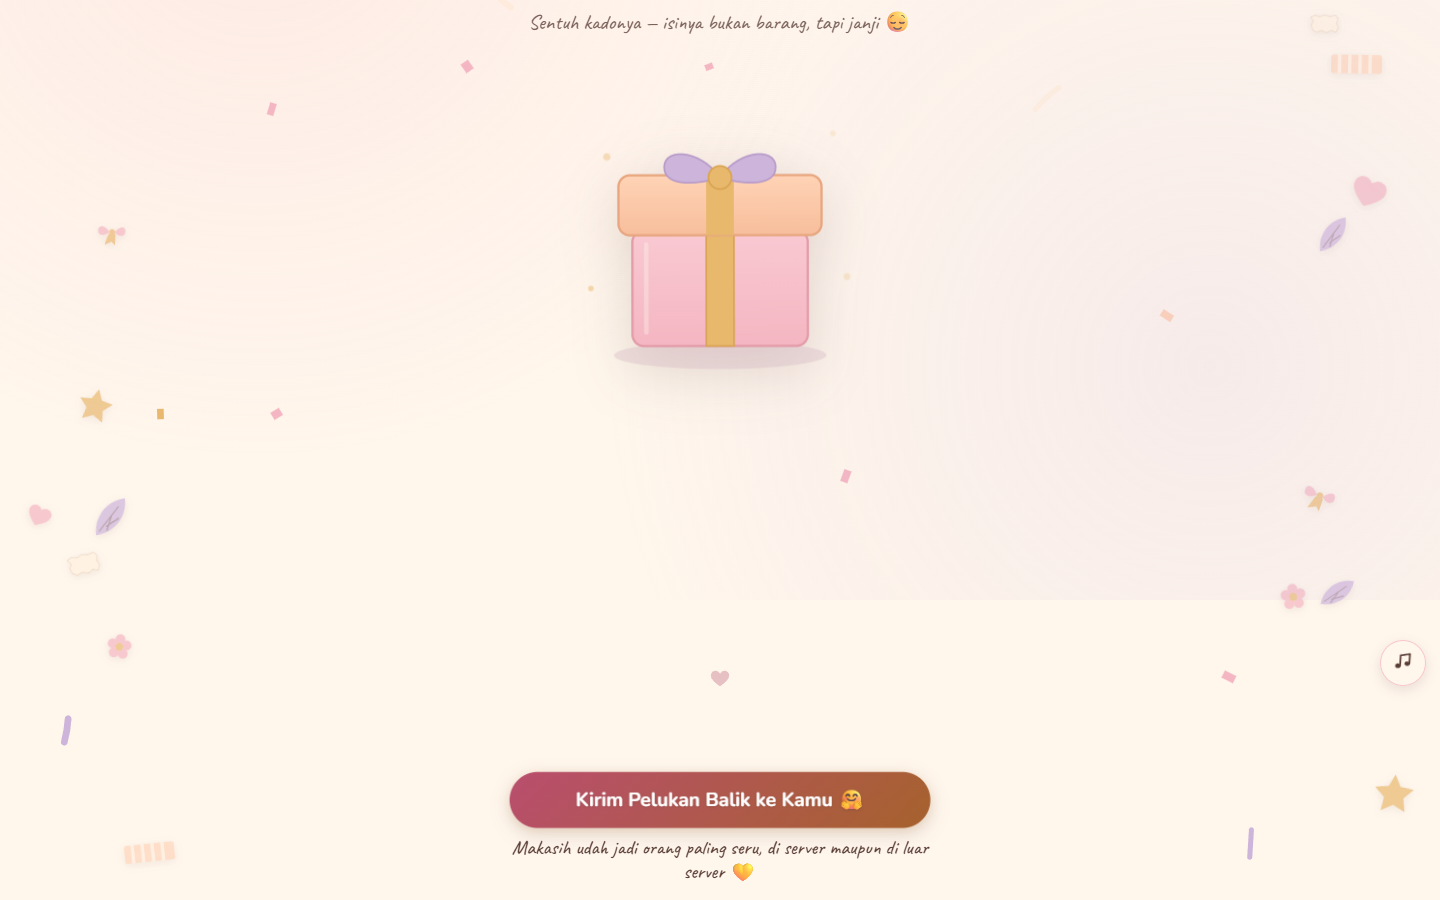 Sentuh kadonya — isinya bukan barang, tapi janji 😌
Kirim Pelukan Balik ke Kamu 🤗
Makasih udah jadi orang paling seru, di server maupun di luar
server 💛